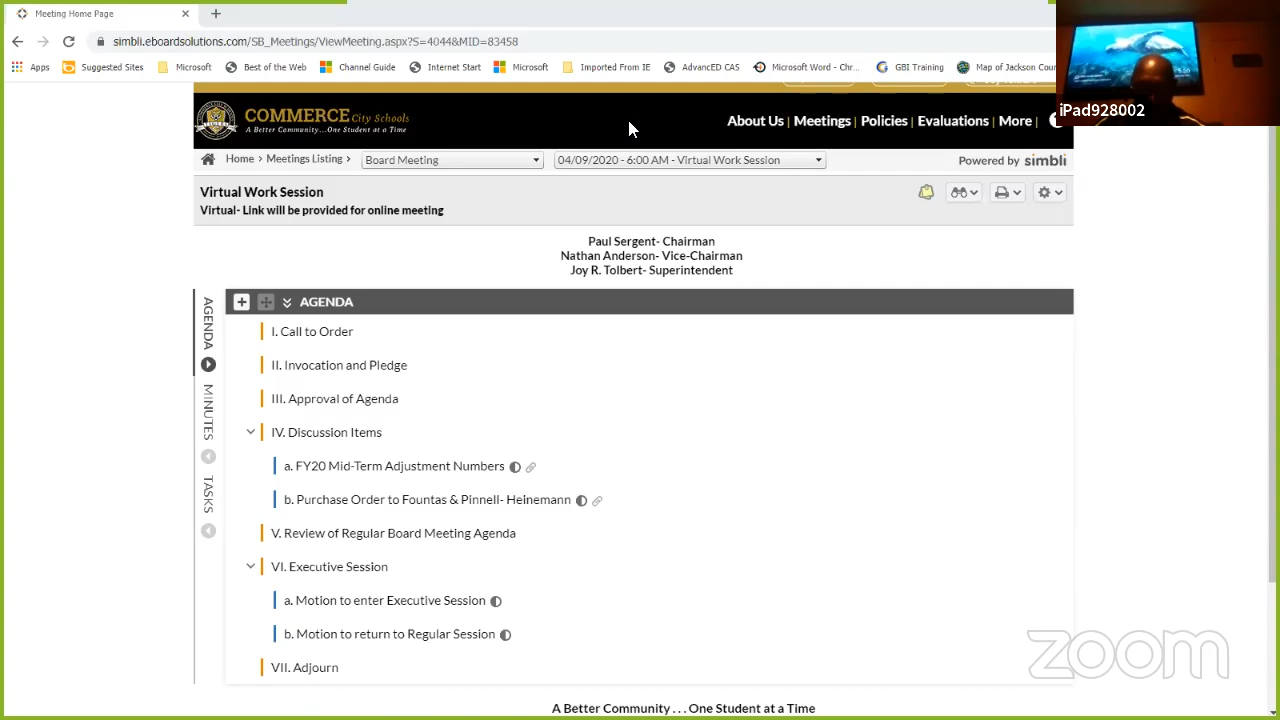 Meeting Home Page
simbli.eboardsolutions.com/SB_Meetings/ViewMeeting.aspx?S=4044&MID=83458
Apps Suggested Sites Microsoft Best of the Web Channel Guide Internet Start Microsoft Imported From IE AdvancED CAS Microsoft Word - Chr... GBI Training Map of Jackson Coun
iPad928002
COMMERCE City Schools
A Better Community...One Student at a Time
About Us | Meetings | Policies | Evaluations | More |
Home > Meetings Listing > Board Meeting 04/09/2020 - 6:00 AM - Virtual Work Session Powered by simbli
Virtual Work Session
Virtual- Link will be provided for online meeting
Paul Sergent- Chairman
Nathan Anderson- Vice-Chairman
Joy R. Tolbert- Superintendent
AGENDA
AGENDA
MINUTES
TASKS
I. Call to Order
II. Invocation and Pledge
III. Approval of Agenda
IV. Discussion Items
a. FY20 Mid-Term Adjustment Numbers
b. Purchase Order to Fountas & Pinnell- Heinemann
V. Review of Regular Board Meeting Agenda
VI. Executive Session
a. Motion to enter Executive Session
b. Motion to return to Regular Session
VII. Adjourn
zoom
A Better Community . . . One Student at a Time